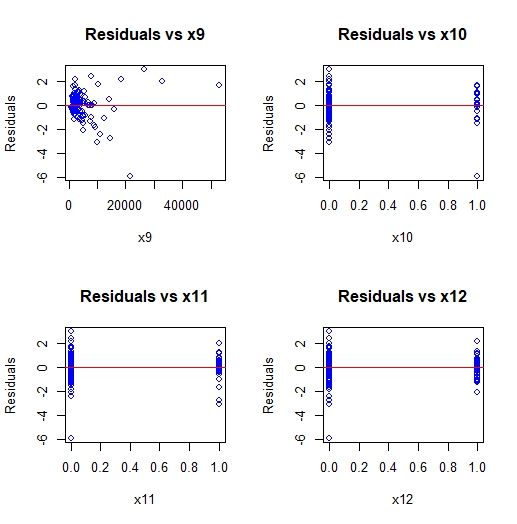 Residuals vs x9
Residuals
2
0
-2
-4
-6
0 20000 40000
x9
Residuals vs x10
Residuals
2
0
-2
-4
-6
0.0 0.2 0.4 0.6 0.8 1.0
x10
Residuals vs x11
Residuals
2
0
-2
-4
-6
0.0 0.2 0.4 0.6 0.8 1.0
x11
Residuals vs x12
Residuals
2
0
-2
-4
-6
0.0 0.2 0.4 0.6 0.8 1.0
x12